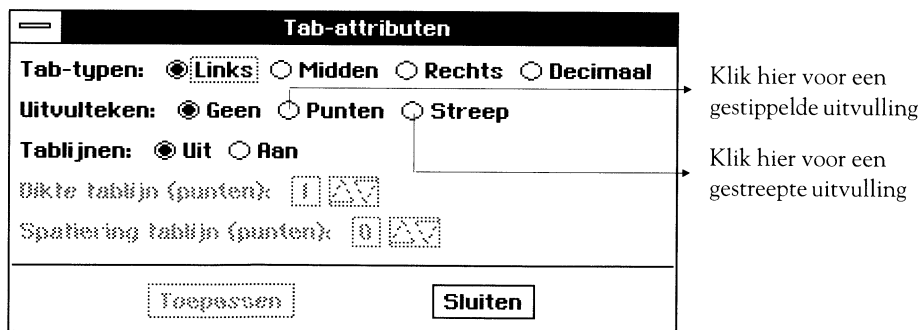 Tab-attributen
Tab-typen: Links Midden Rechts Decimaal
Uitvulteken: Geen Punten Streep
Tablijnen: Uit Aan
Dikte tablijn (punten): 1
Spatiering tablijn (punten): 0
Toepassen Sluiten
Klik hier voor een
gestippelde uitvulling
Klik hier voor een
gestreepte uitvulling